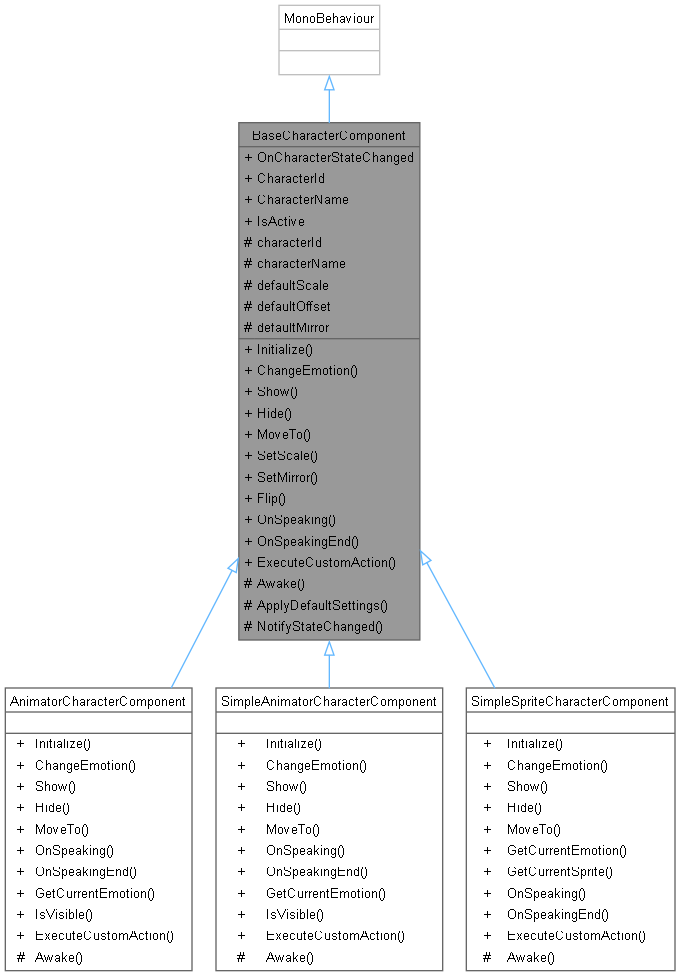 MonoBehaviour
BaseCharacterComponent
+ OnCharacterStateChanged
+ CharacterId
+ CharacterName
+ IsActive
# characterId
# characterName
# defaultScale
# defaultOffset
# defaultMirror
+ Initialize()
+ ChangeEmotion()
+ Show()
+ Hide()
+ MoveTo()
+ SetScale()
+ SetMirror()
+ Flip()
+ OnSpeaking()
+ OnSpeakingEnd()
+ ExecuteCustomAction()
# Awake()
# ApplyDefaultSettings()
# NotifyStateChanged()
AnimatorCharacterComponent
+ Initialize()
+ ChangeEmotion()
+ Show()
+ Hide()
+ MoveTo()
+ OnSpeaking()
+ OnSpeakingEnd()
+ GetCurrentEmotion()
+ IsVisible()
+ ExecuteCustomAction()
# Awake()
SimpleAnimatorCharacterComponent
+ Initialize()
+ ChangeEmotion()
+ Show()
+ Hide()
+ MoveTo()
+ OnSpeaking()
+ OnSpeakingEnd()
+ GetCurrentEmotion()
+ IsVisible()
+ ExecuteCustomAction()
# Awake()
SimpleSpriteCharacterComponent
+ Initialize()
+ ChangeEmotion()
+ Show()
+ Hide()
+ MoveTo()
+ GetCurrentEmotion()
+ GetCurrentSprite()
+ OnSpeaking()
+ OnSpeakingEnd()
+ ExecuteCustomAction()
# Awake()